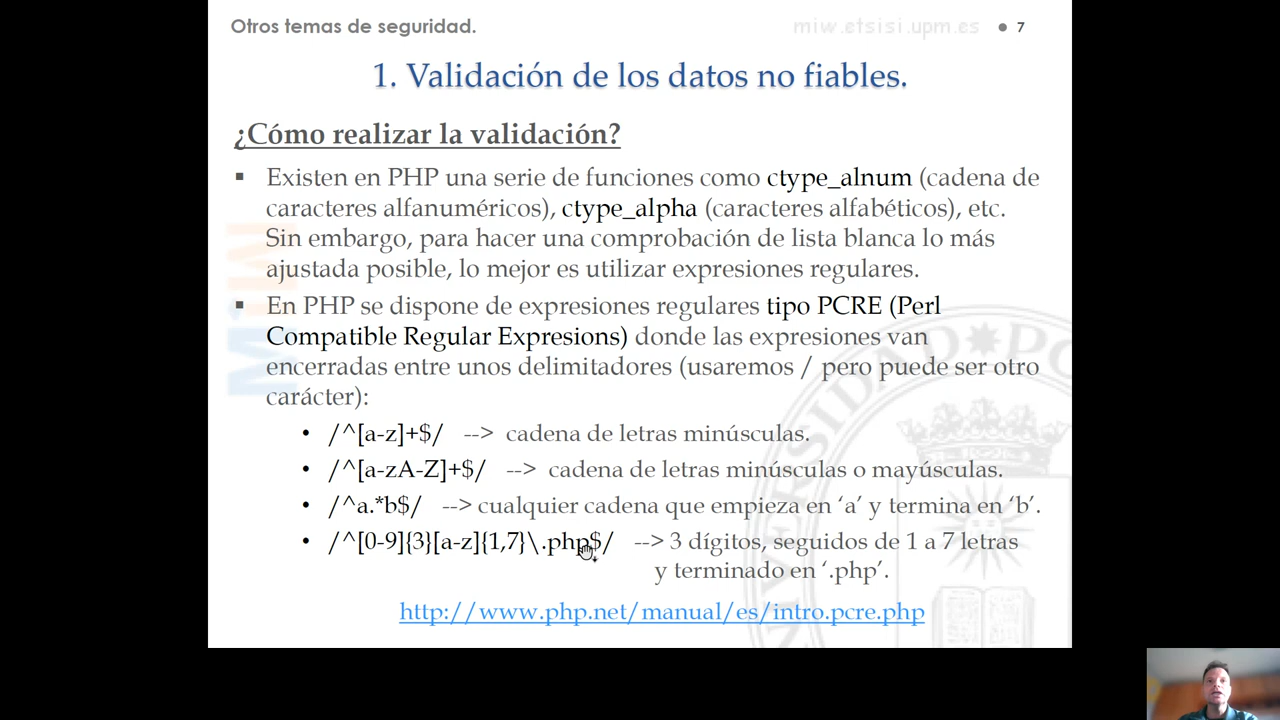 Otros temas de seguridad.
miw.etsisi.upm.es ● 7
1. Validación de los datos no fiables.
¿Cómo realizar la validación?
▪ Existen en PHP una serie de funciones como ctype_alnum (cadena de
caracteres alfanuméricos), ctype_alpha (caracteres alfabéticos), etc.
Sin embargo, para hacer una comprobación de lista blanca lo más
ajustada posible, lo mejor es utilizar expresiones regulares.
▪ En PHP se dispone de expresiones regulares tipo PCRE (Perl
Compatible Regular Expresions) donde las expresiones van
encerradas entre unos delimitadores (usaremos / pero puede ser otro
carácter):
• /^[a-z]+$/ --> cadena de letras minúsculas.
• /^[a-zA-Z]+$/ --> cadena de letras minúsculas o mayúsculas.
• /^a.*b$/ --> cualquier cadena que empieza en ‘a’ y termina en ‘b’.
• /^[0-9]{3}[a-z]{1,7}\.php$/ --> 3 dígitos, seguidos de 1 a 7 letras
y terminado en ‘.php’.
http://www.php.net/manual/es/intro.pcre.php